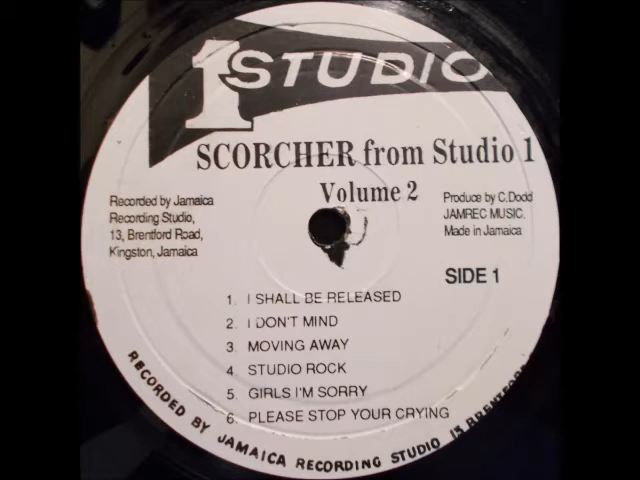 1 STUDIO
SCORCHER from Studio 1
Volume 2
Recorded by Jamaica
Recording Studio,
13, Brentford Road,
Kingston, Jamaica
Produce by C.Dodd
JAMREC MUSIC.
Made in Jamaica
SIDE 1
1. I SHALL BE RELEASED
2. I DON'T MIND
3. MOVING AWAY
4. STUDIO ROCK
5. GIRLS I'M SORRY
6. PLEASE STOP YOUR CRYING
RECORDED BY JAMAICA RECORDING STUDIO 13 BRENTFORD